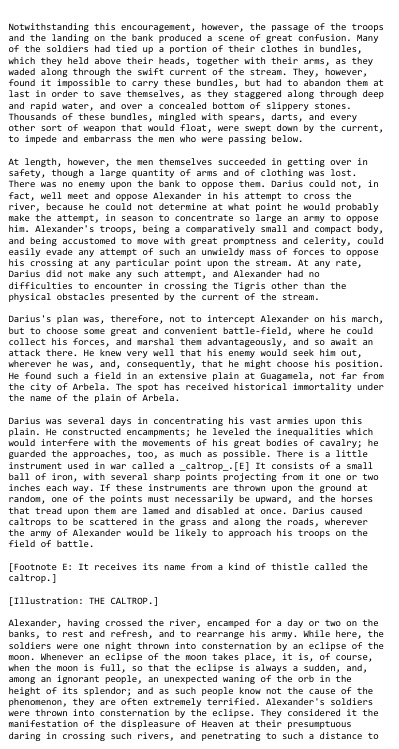 Notwithstanding this encouragement, however, the passage of the troops
and the landing on the bank produced a scene of great confusion. Many
of the soldiers had tied up a portion of their clothes in bundles,
which they held above their heads, together with their arms, as they
waded along through the swift current of the stream. They, however,
found it impossible to carry these bundles, but had to abandon them at
last in order to save themselves, as they staggered along through deep
and rapid water, and over a concealed bottom of slippery stones.
Thousands of these bundles, mingled with spears, darts, and every
other sort of weapon that would float, were swept down by the current,
to impede and embarrass the men who were passing below.

At length, however, the men themselves succeeded in getting over in
safety, though a large quantity of arms and of clothing was lost.
There was no enemy upon the bank to oppose them. Darius could not, in
fact, well meet and oppose Alexander in his attempt to cross the
river, because he could not determine at what point he would probably
make the attempt, in season to concentrate so large an army to oppose
him. Alexander's troops, being a comparatively small and compact body,
and being accustomed to move with great promptness and celerity, could
easily evade any attempt of such an unwieldy mass of forces to oppose
his crossing at any particular point upon the stream. At any rate,
Darius did not make any such attempt, and Alexander had no
difficulties to encounter in crossing the Tigris other than the
physical obstacles presented by the current of the stream.

Darius's plan was, therefore, not to intercept Alexander on his march,
but to choose some great and convenient battle-field, where he could
collect his forces, and marshal them advantageously, and so await an
attack there. He knew very well that his enemy would seek him out,
wherever he was, and, consequently, that he might choose his position.
He found such a field in an extensive plain at Guagamela, not far from
the city of Arbela. The spot has received historical immortality under
the name of the plain of Arbela.

Darius was several days in concentrating his vast armies upon this
plain. He constructed encampments; he leveled the inequalities which
would interfere with the movements of his great bodies of cavalry; he
guarded the approaches, too, as much as possible. There is a little
instrument used in war called a _caltrop_.[E] It consists of a small
ball of iron, with several sharp points projecting from it one or two
inches each way. If these instruments are thrown upon the ground at
random, one of the points must necessarily be upward, and the horses
that tread upon them are lamed and disabled at once. Darius caused
caltrops to be scattered in the grass and along the roads, wherever
the army of Alexander would be likely to approach his troops on the
field of battle.

[Footnote E: It receives its name from a kind of thistle called the
caltrop.]

[Illustration: THE CALTROP.]

Alexander, having crossed the river, encamped for a day or two on the
banks, to rest and refresh, and to rearrange his army. While here, the
soldiers were one night thrown into consternation by an eclipse of the
moon. Whenever an eclipse of the moon takes place, it is, of course,
when the moon is full, so that the eclipse is always a sudden, and,
among an ignorant people, an unexpected waning of the orb in the
height of its splendor; and as such people know not the cause of the
phenomenon, they are often extremely terrified. Alexander's soldiers
were thrown into consternation by the eclipse. They considered it the
manifestation of the displeasure of Heaven at their presumptuous
daring in crossing such rivers, and penetrating to such a distance to